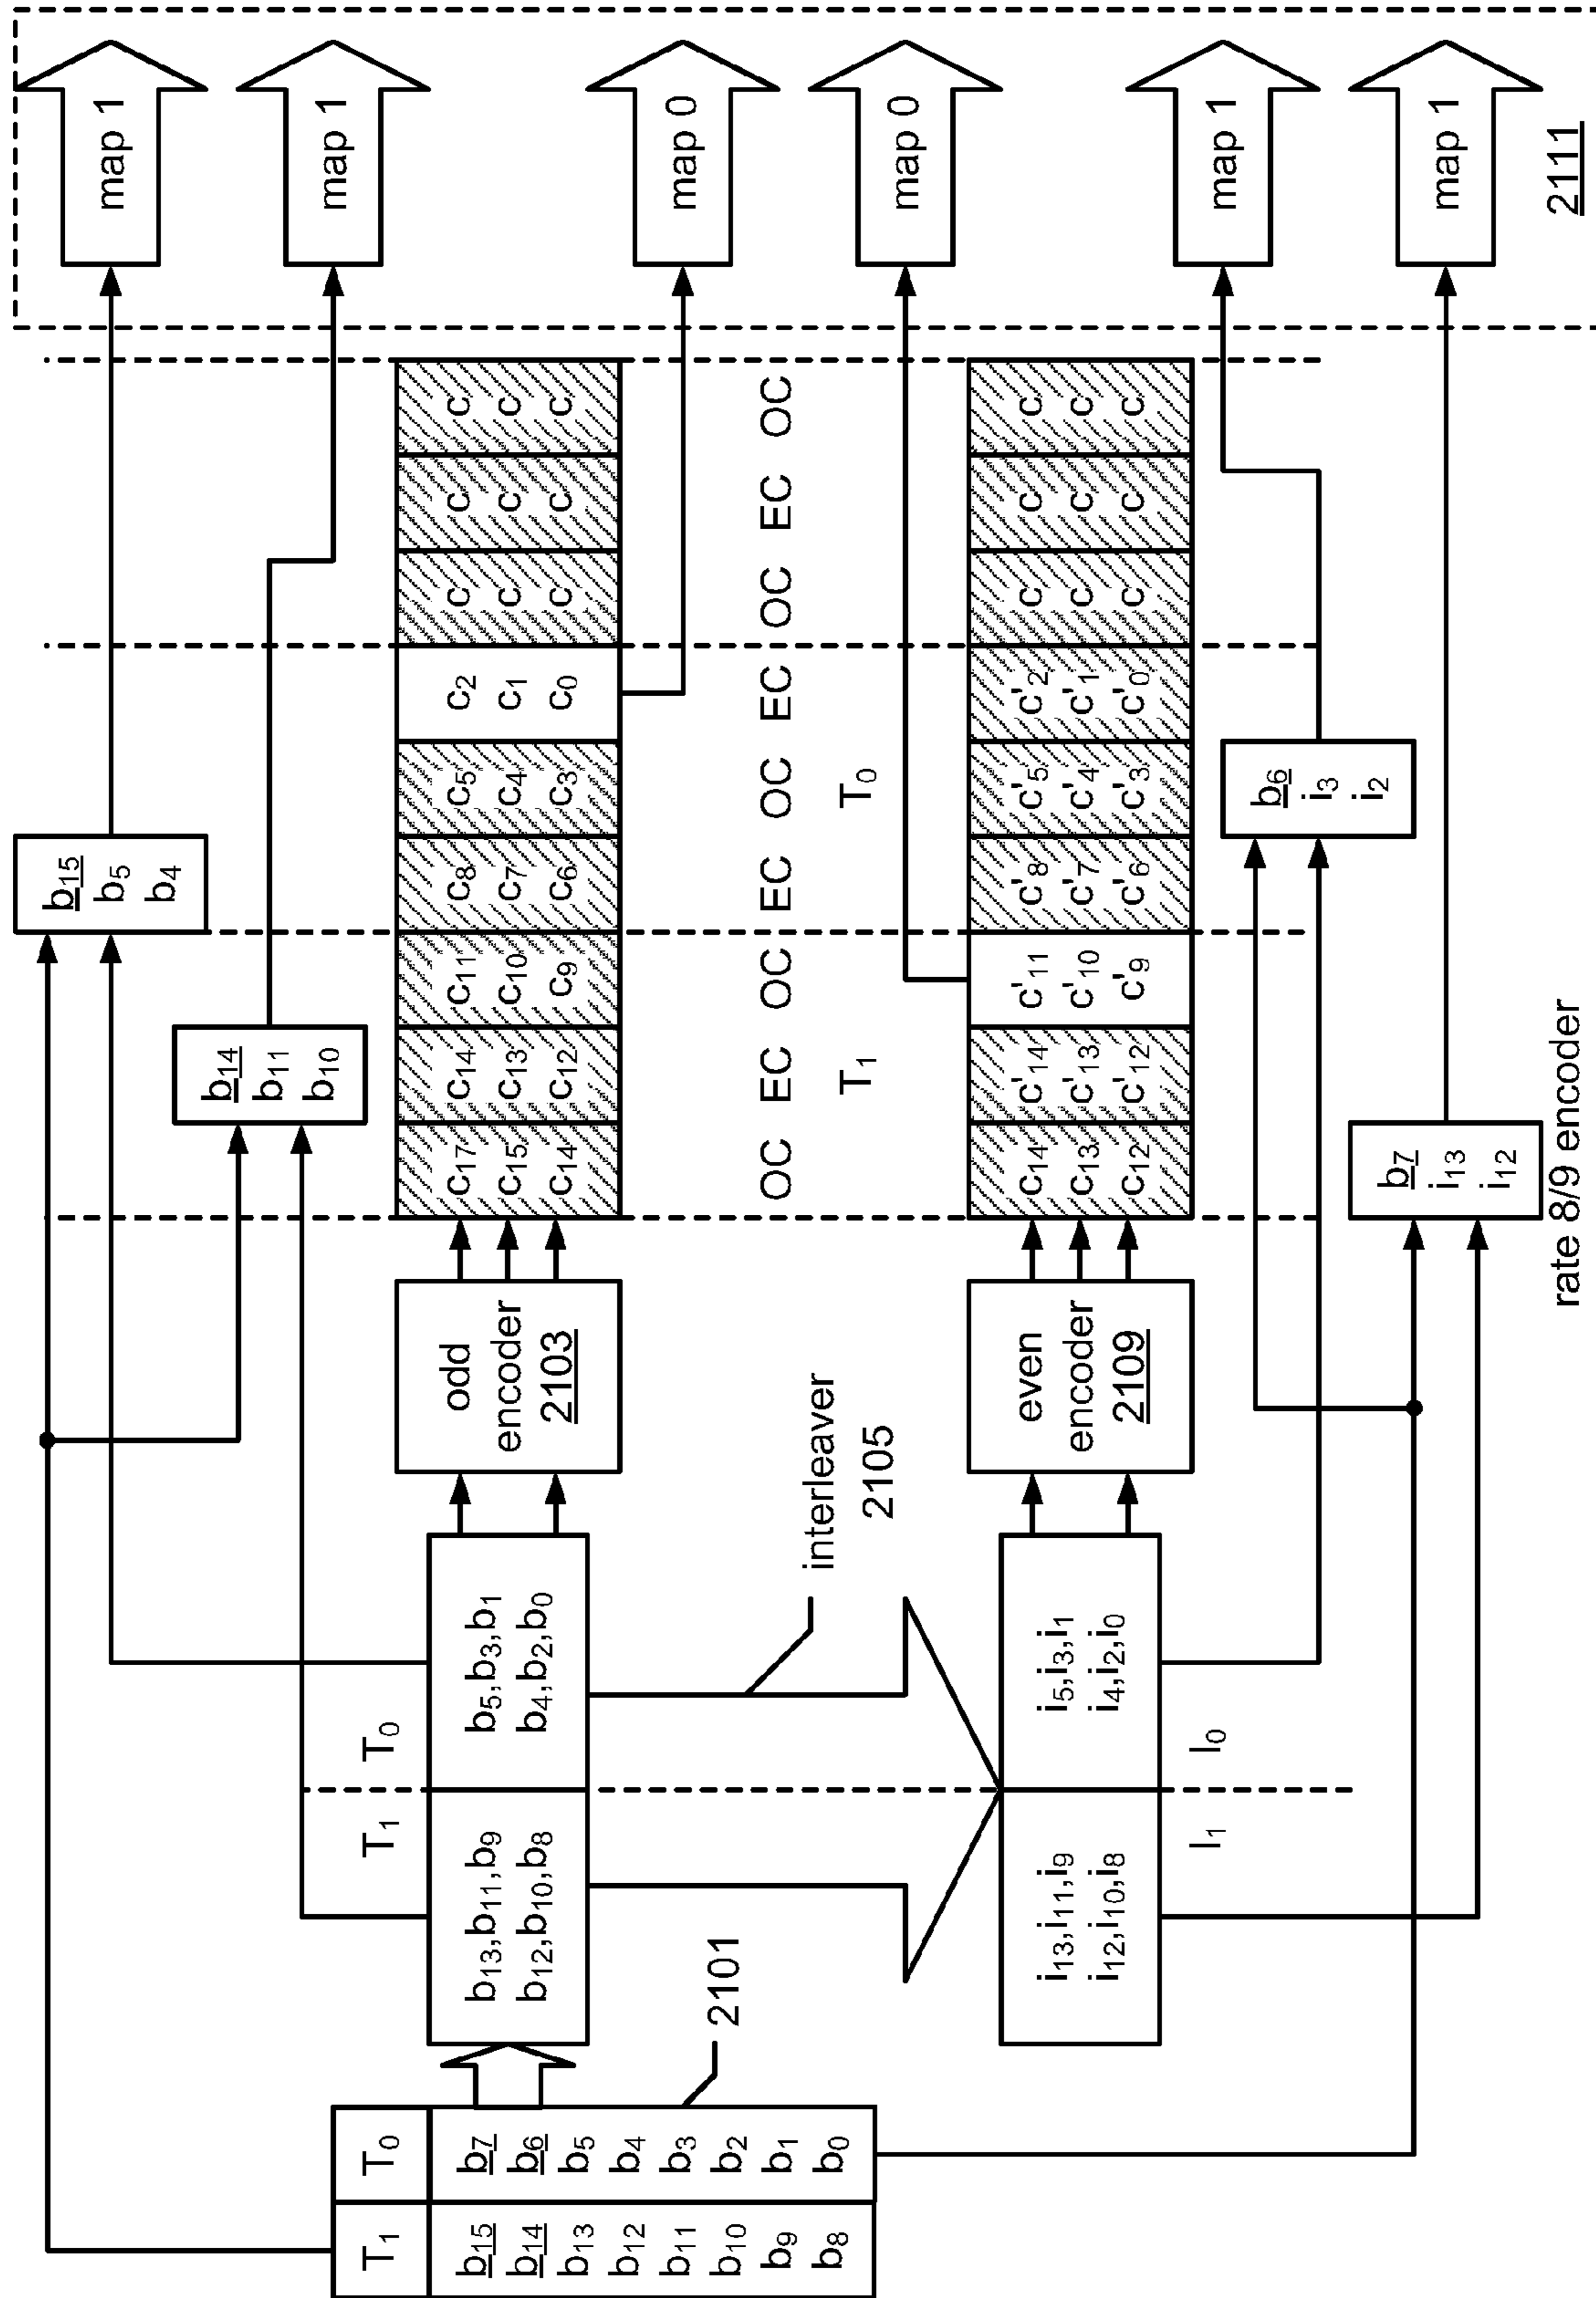 T1 T0
b15 b7
b14 b6
b13 b5
b12 b4
b11 b3
b10 b2
b9 b1
b8 b0
2101
T1 T0
b13,b11,b9
b12,b10,b8
b5,b3,b1
b4,b2,b0
interleaver
2105
i13,i11,i9
i12,i10,i8
i5,i3,i1
i4,i2,i0
I1 I0
odd
encoder
2103
even
encoder
2109
b15
b5
b4
b14
b11
b10
c17 c14 c11 c8 c5 c2 c c c
c15 c13 c10 c7 c4 c1 c c c
c14 c12 c9 c6 c3 c0 c c c
OC EC OC EC OC EC OC EC OC
T1 T0
c14 c'14 c'11 c'8 c'5 c'2 c c c
c13 c'13 c'10 c'7 c'4 c'1 c c c
c12 c'12 c'9 c'6 c'3 c'0 c c c
b6
i3
i2
b7
i13
i12
map 1
map 1
map 0
map 0
map 1
map 1
2111
rate 8/9 encoder